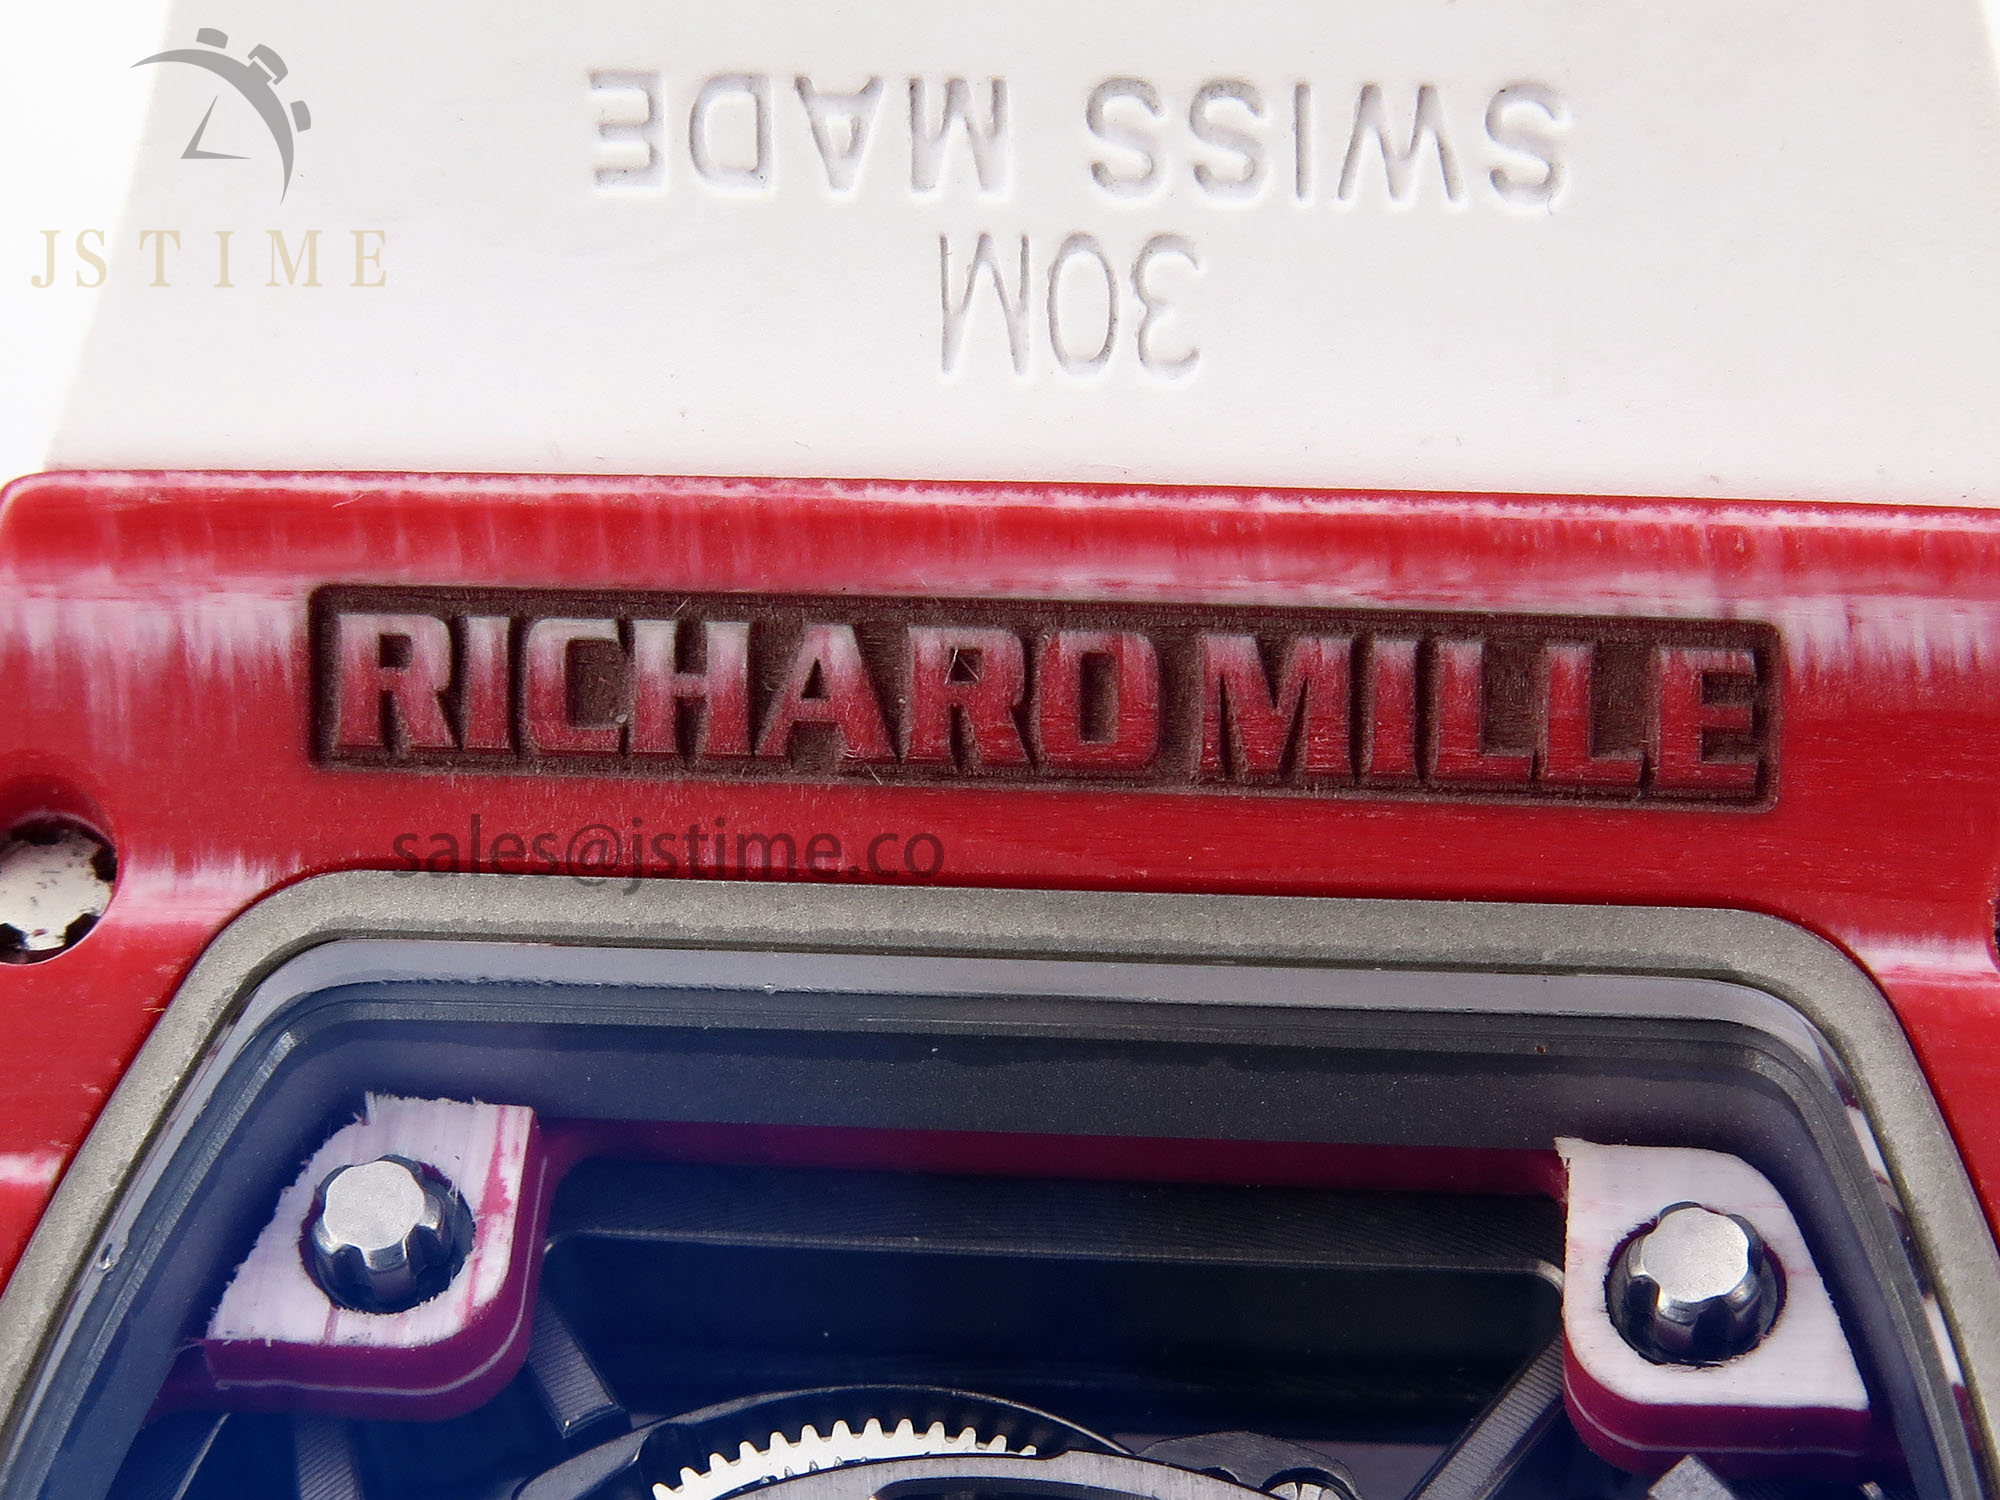 SWISS MADE
30M
JSTIME
RICHARD MILLE
sales@jstime.co